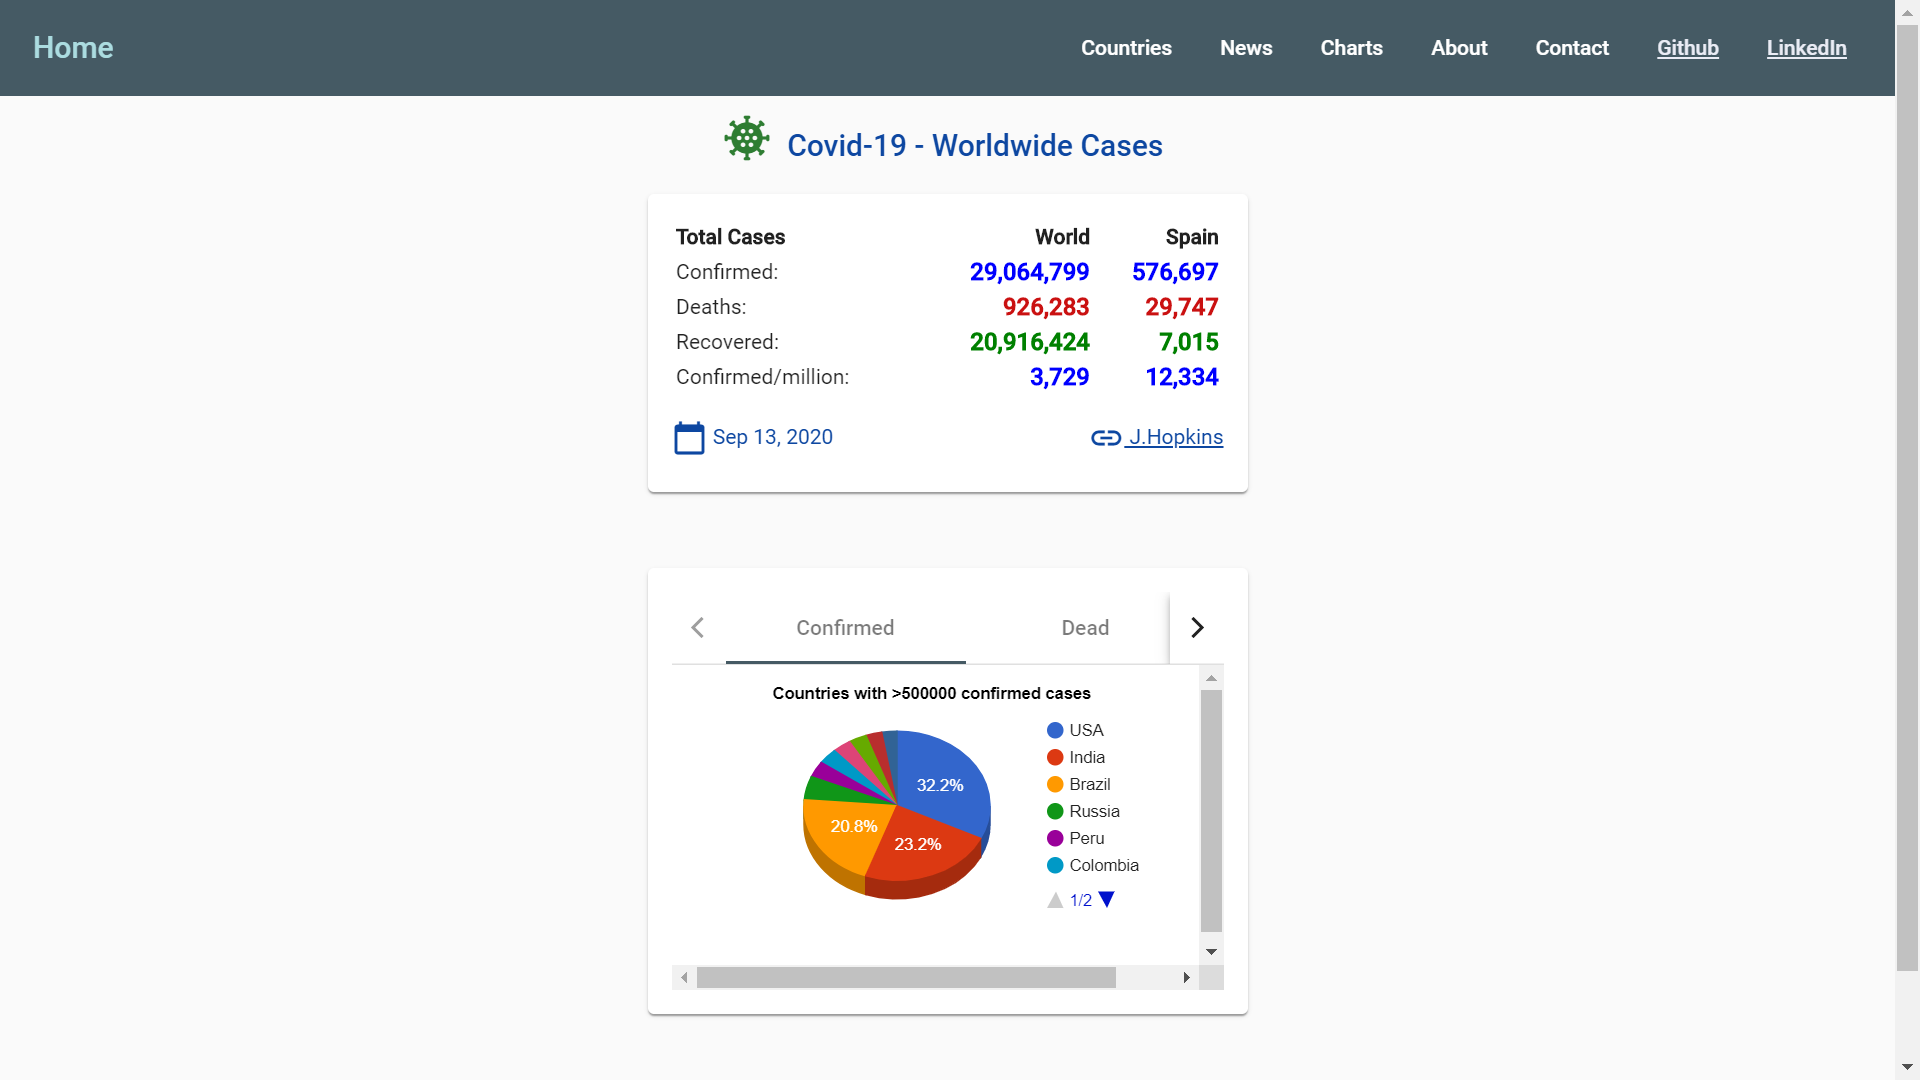 Home Countries News Charts About Contact Github LinkedIn
Covid-19 - Worldwide Cases
Total Cases World Spain
Confirmed: 29,064,799 576,697
Deaths: 926,283 29,747
Recovered: 20,916,424 7,015
Confirmed/million: 3,729 12,334
Sep 13, 2020 J.Hopkins
Confirmed Dead
Countries with >500000 confirmed cases
USA
India
Brazil
Russia
Peru
Colombia
1/2
32.2%
20.8%
23.2%